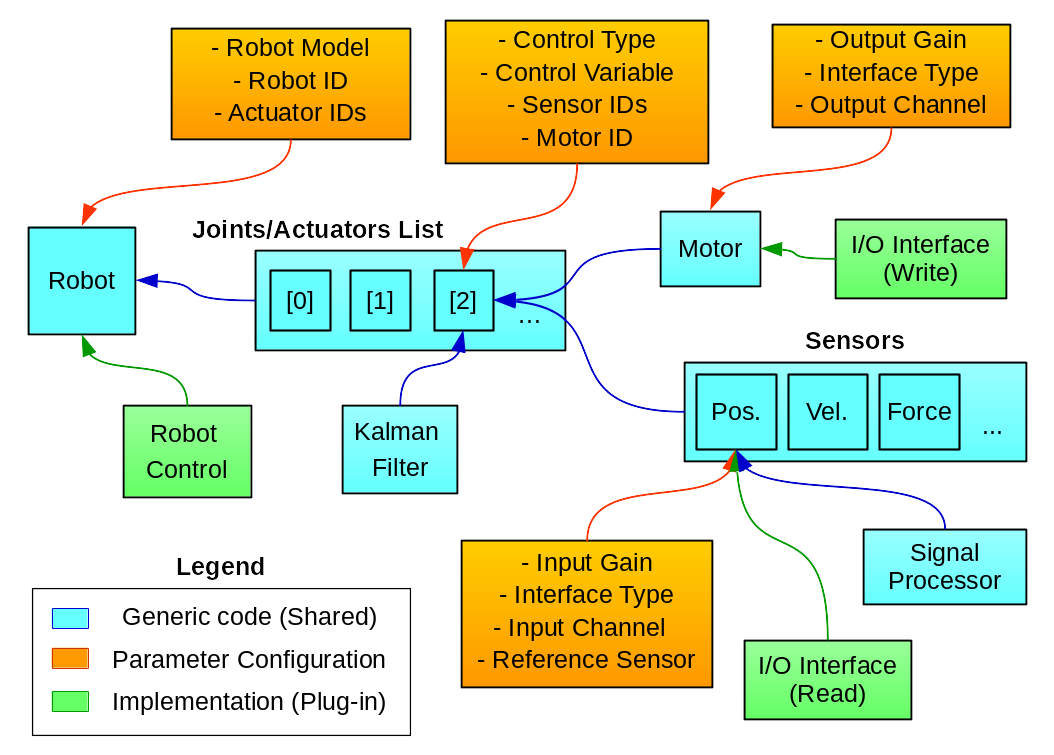 - Robot Model
- Robot ID
- Actuator IDs
- Control Type
- Control Variable
- Sensor IDs
- Motor ID
- Output Gain
- Interface Type
- Output Channel
Joints/Actuators List
Robot
[0]
[1]
[2]
...
Motor
I/O Interface
(Write)
Sensors
Pos.
Vel.
Force
...
Robot
Control
Kalman
Filter
- Input Gain
- Interface Type
- Input Channel
- Reference Sensor
Signal
Processor
I/O Interface
(Read)
Legend
Generic code (Shared)
Parameter Configuration
Implementation (Plug-in)